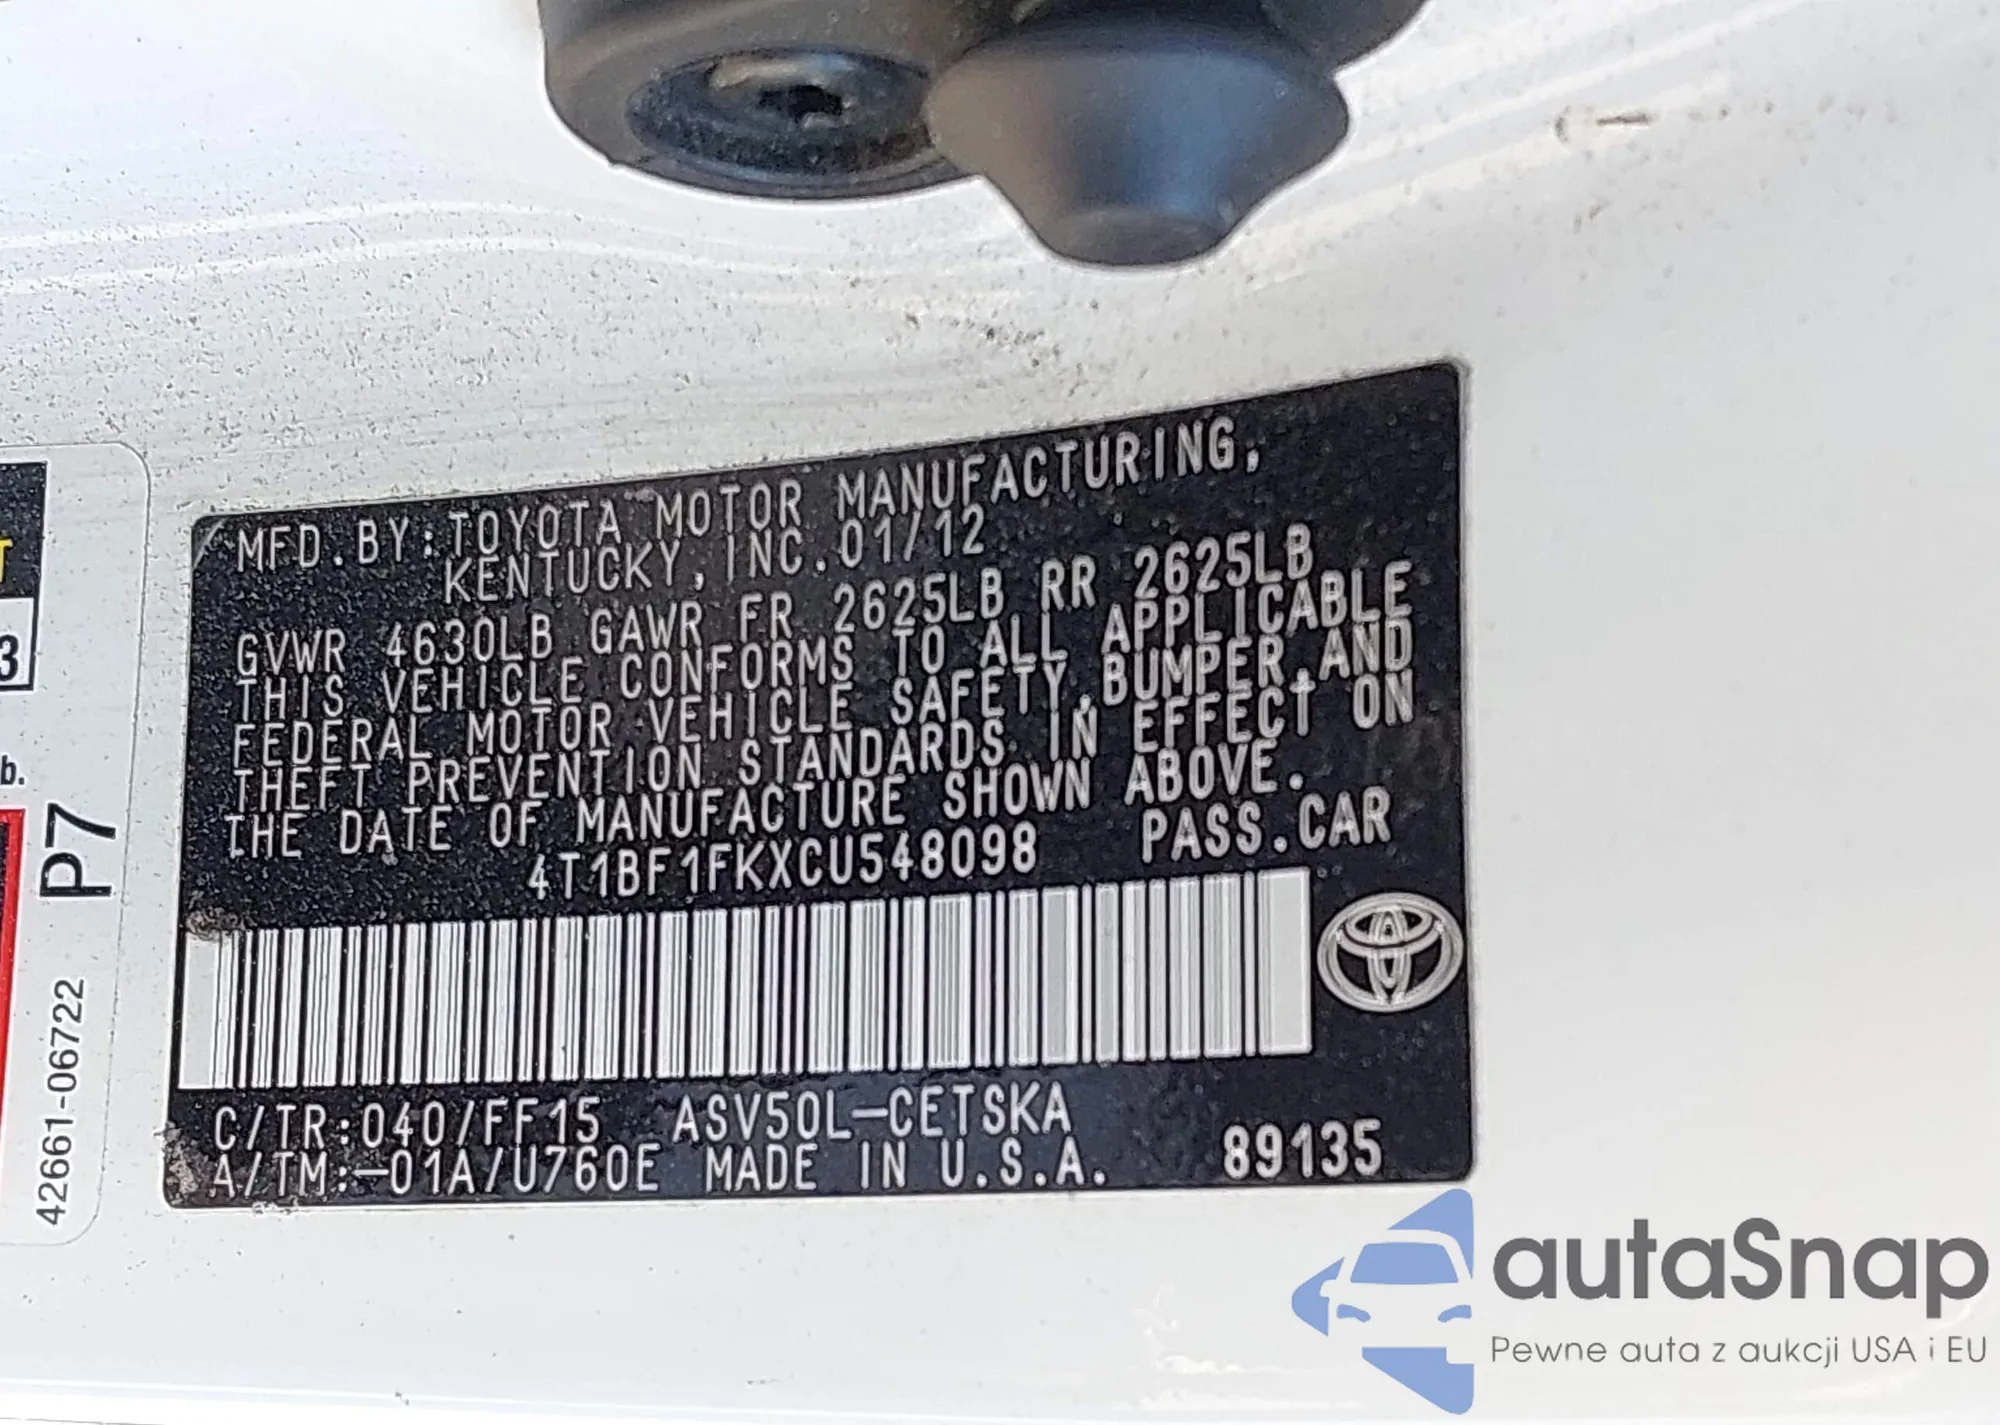 MFD.BY:TOYOTA MOTOR MANUFACTURING,
KENTUCKY, INC.01/12
GVWR 4630LB GAWR FR 2625LB RR 2625LB
THIS VEHICLE CONFORMS TO ALL APPLICABLE
FEDERAL MOTOR VEHICLE SAFETY,BUMPER,AND
THEFT PREVENTION STANDARDS IN EFFECT ON
THE DATE OF MANUFACTURE SHOWN ABOVE.
4T1BF1FKXCU548098 PASS.CAR
C/TR:040/FF15 ASV50L-CETSKA
A/TM:-01A/U760E MADE IN U.S.A. 89135
T
3
b.
P7
42661-06722
autaSnap
Pewne auta z aukcji USA i EU